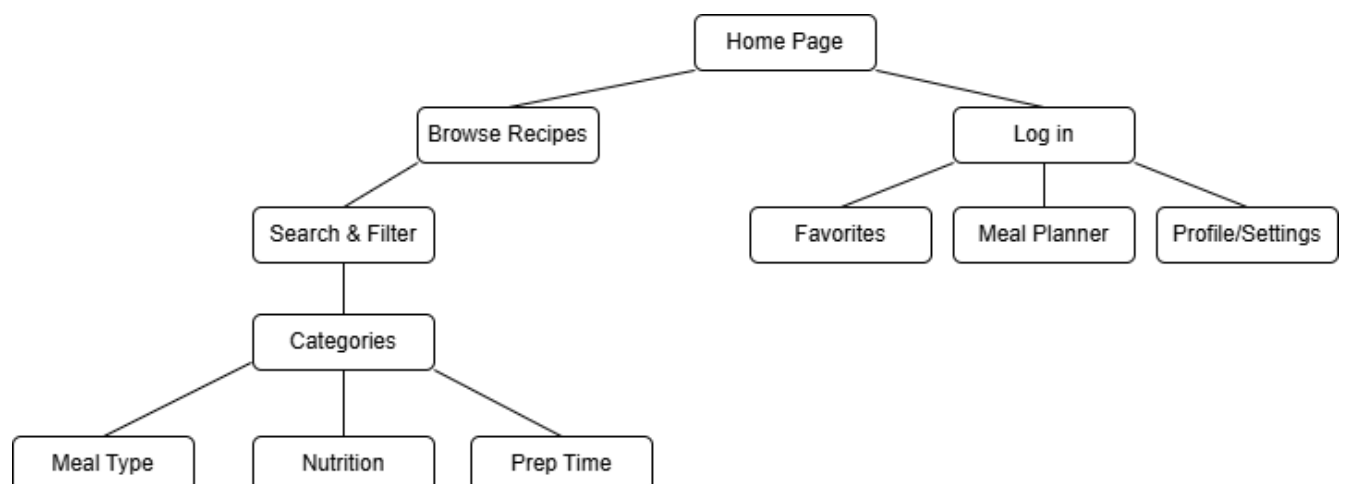 Home Page
Browse Recipes
Log in
Search & Filter
Favorites
Meal Planner
Profile/Settings
Categories
Meal Type
Nutrition
Prep Time